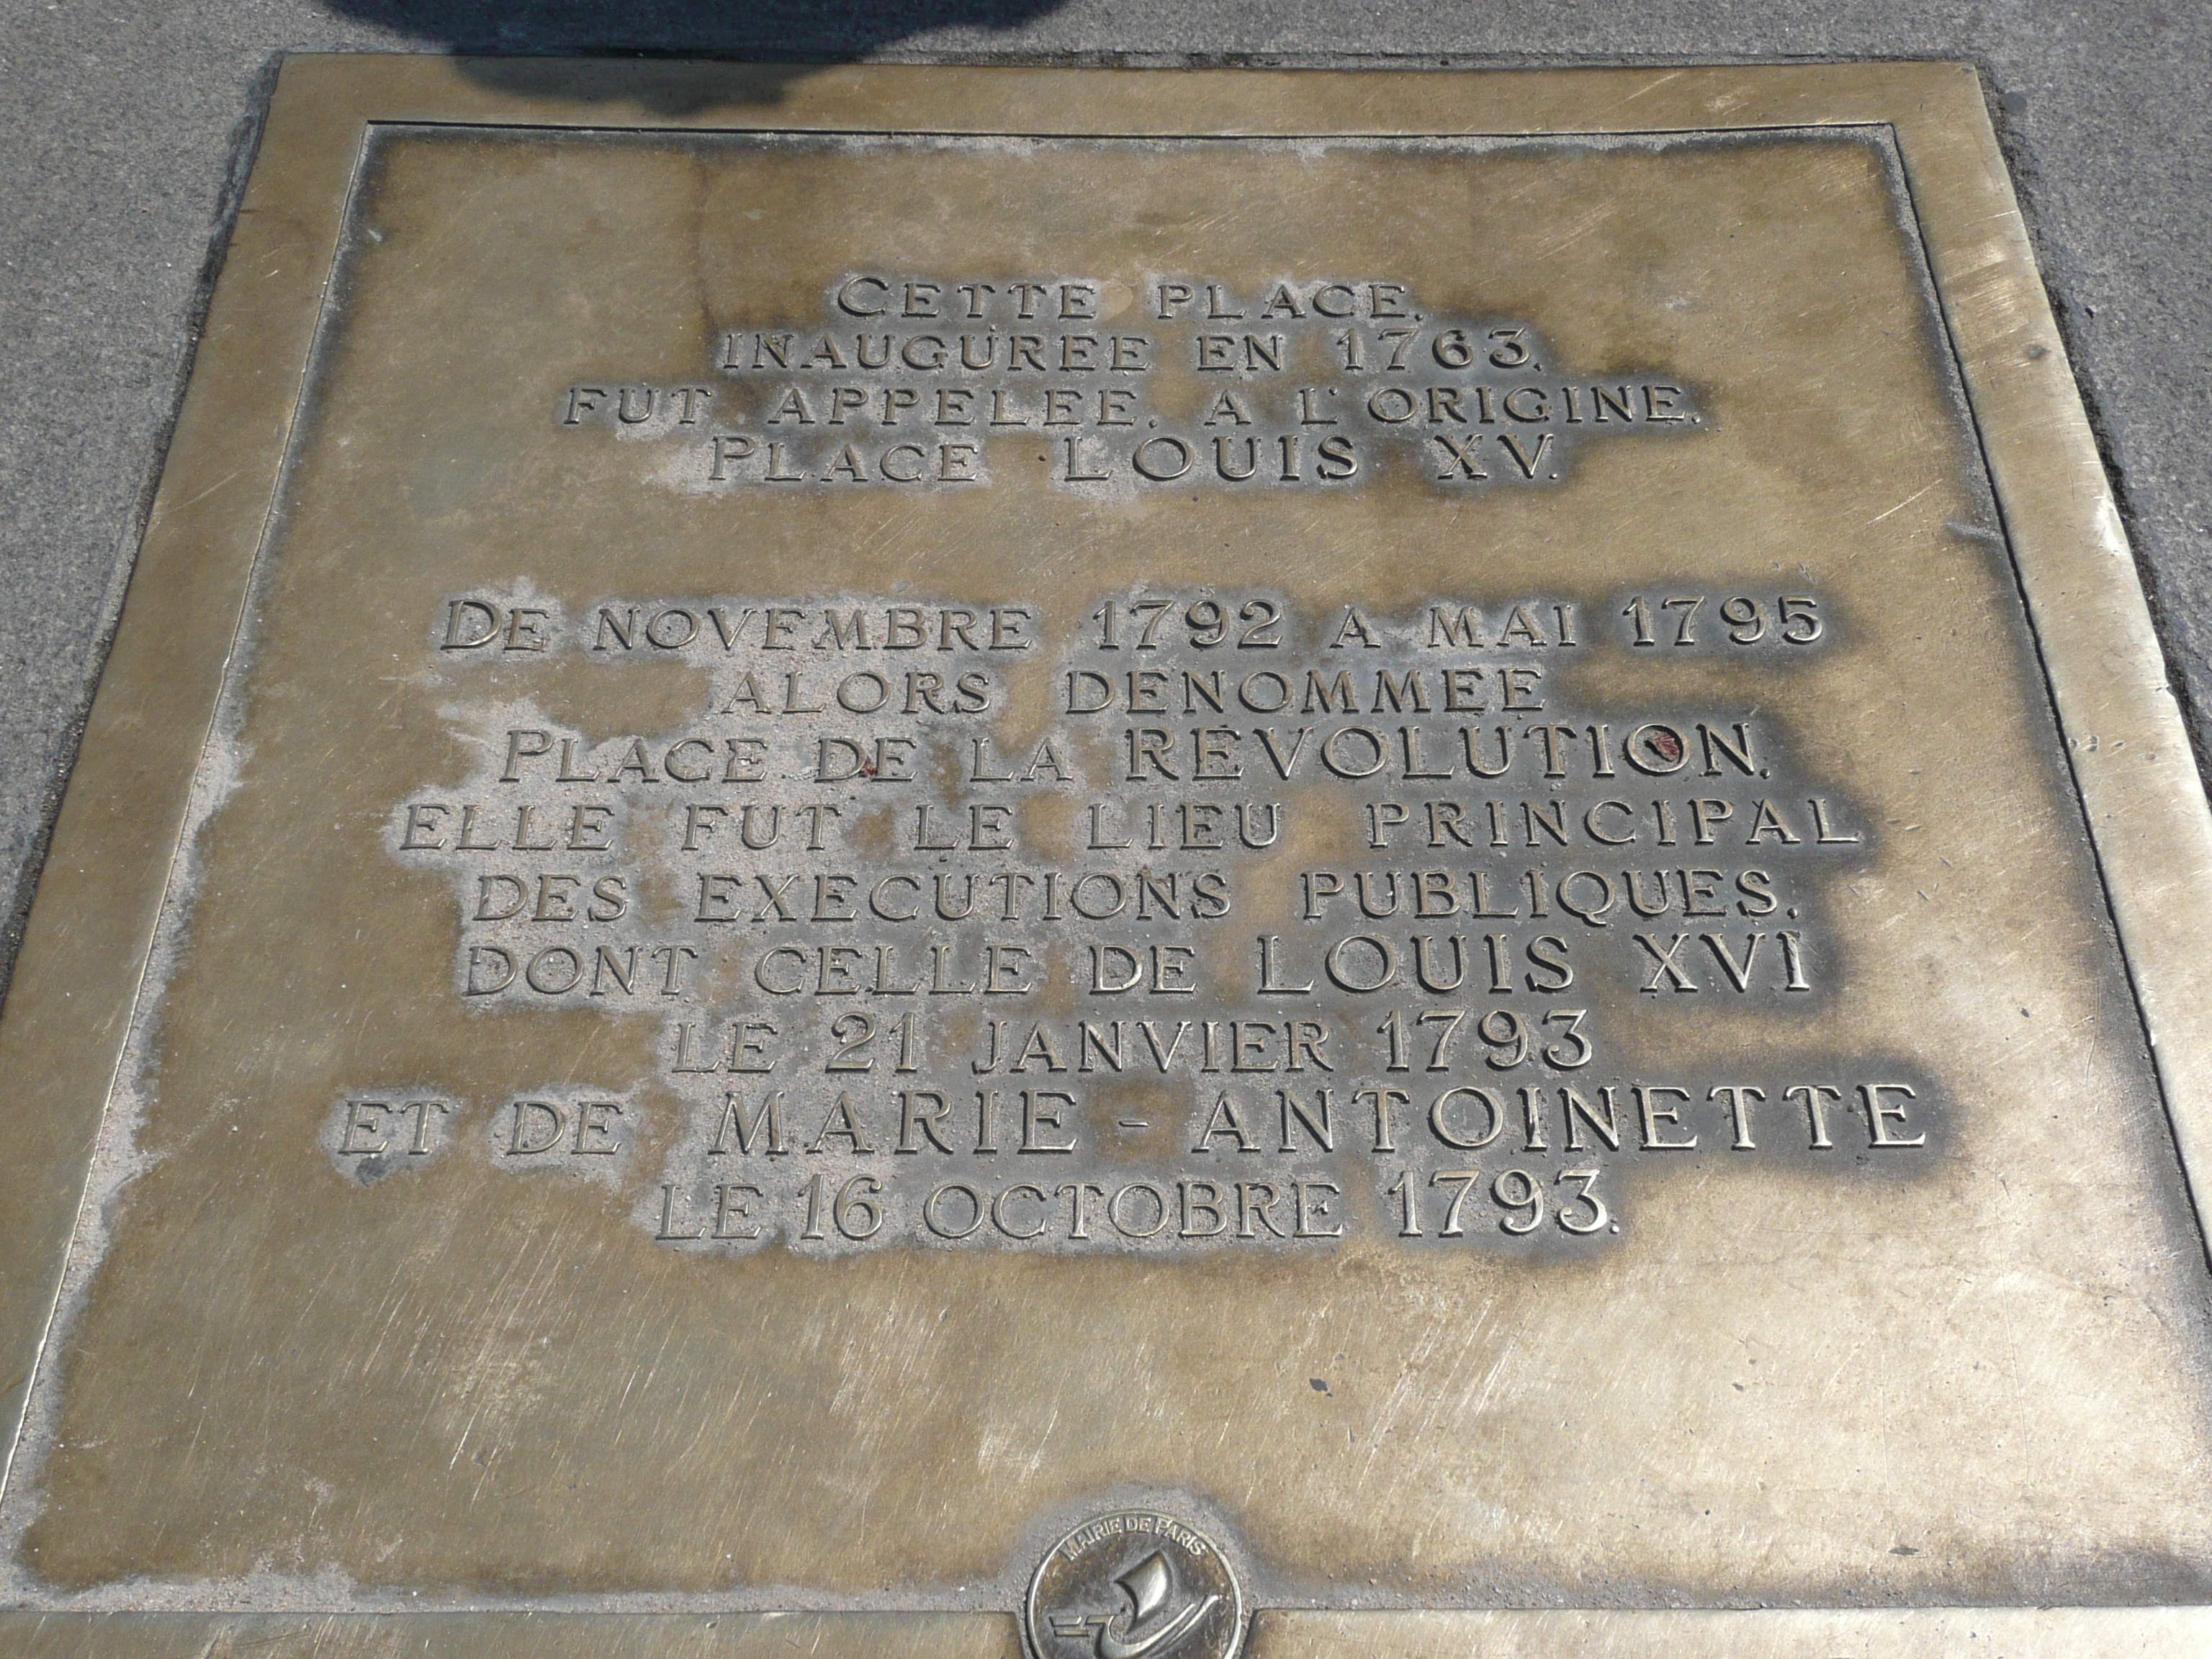 CETTE PLACE,
INAUGUREE EN 1763,
FUT APPELEE, A L'ORIGINE,
PLACE LOUIS XV.
DE NOVEMBRE 1792 A MAI 1795
ALORS DENOMMEE
PLACE DE LA REVOLUTION,
ELLE FUT LE LIEU PRINCIPAL
DES EXECUTIONS PUBLIQUES,
DONT CELLE DE LOUIS XVI
LE 21 JANVIER 1793
ET DE MARIE - ANTOINETTE
LE 16 OCTOBRE 1793.
MAIRIE DE PARIS